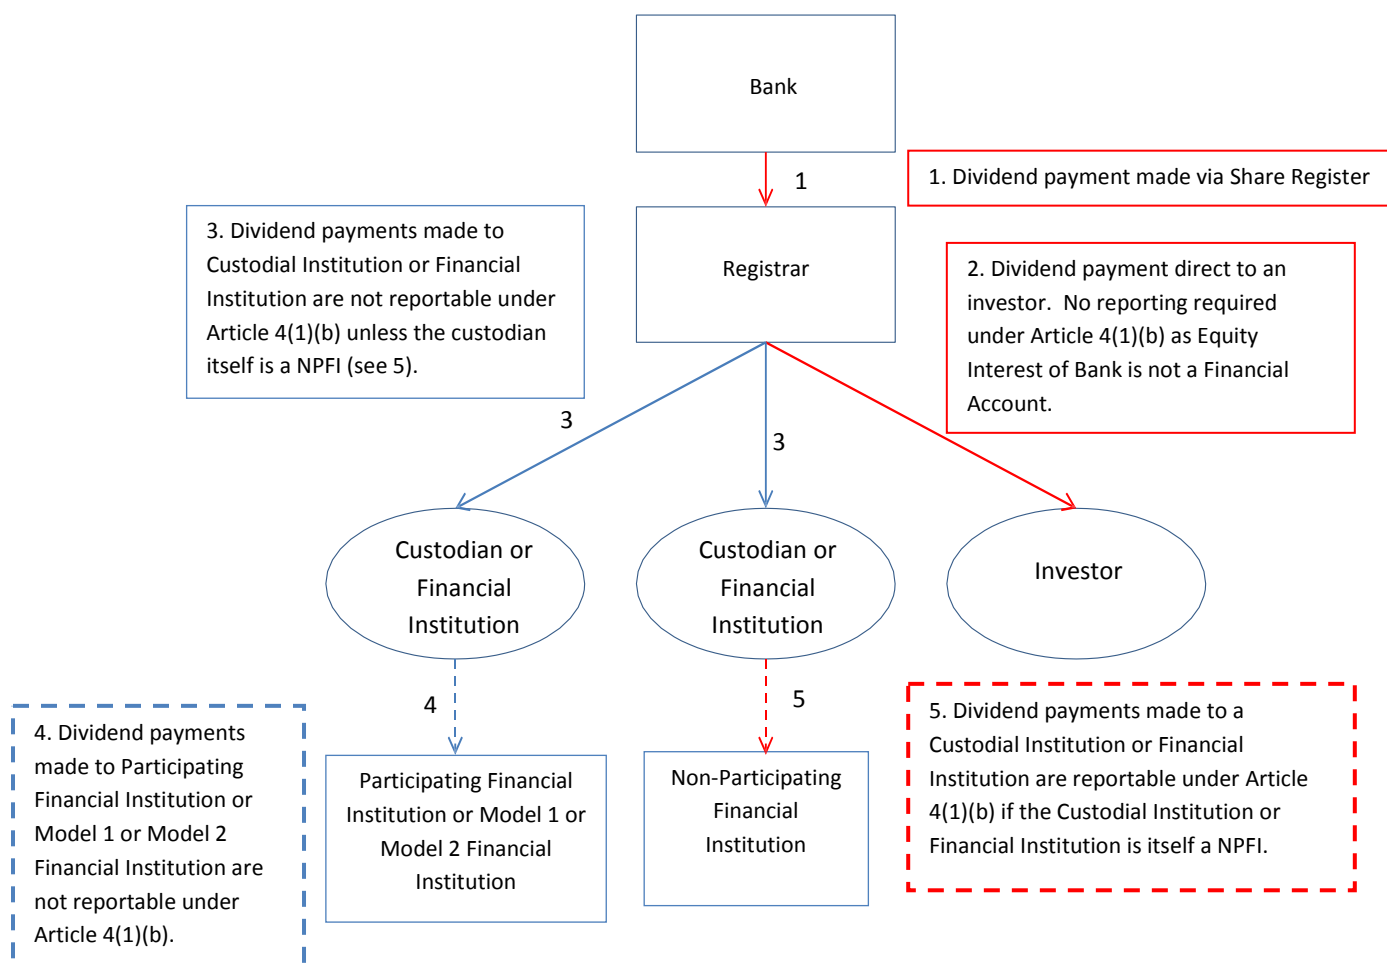 Bank
1
1. Dividend payment made via Share Register
3. Dividend payments made to
Custodial Institution or Financial
Institution are not reportable under
Article 4(1)(b) unless the custodian
itself is a NPFI (see 5).
Registrar
2. Dividend payment direct to an
investor.  No reporting required
under Article 4(1)(b) as Equity
Interest of Bank is not a Financial
Account.
3
3
Custodian or
Financial
Institution
Custodian or
Financial
Institution
Investor
4
5
4. Dividend payments
made to Participating
Financial Institution or
Model 1 or Model 2
Financial Institution are
not reportable under
Article 4(1)(b).
Participating Financial
Institution or Model 1 or
Model 2 Financial
Institution
Non-Participating
Financial
Institution
5. Dividend payments made to a
Custodial Institution or Financial
Institution are reportable under Article
4(1)(b) if the Custodial Institution or
Financial Institution is itself a NPFI.